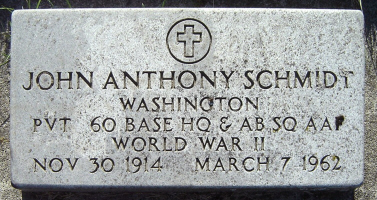 JOHN ANTHONY SCHMIDT
WASHINGTON
PVT 60 BASE HQ & AB SQ AAF
WORLD WAR II
NOV 30 1914 MARCH 7 1962